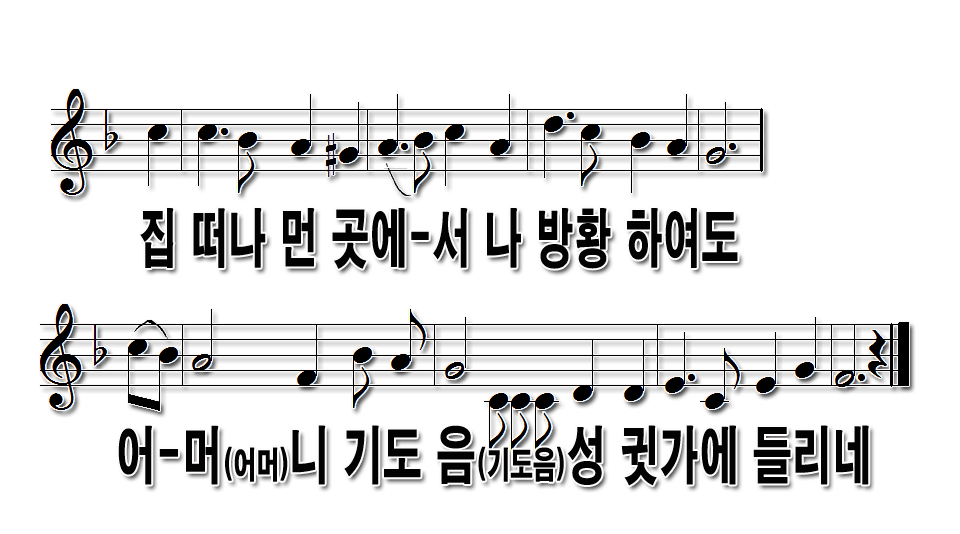 집 떠나 먼 곳에-서 나 방황 하여도
어-머(어머)니 기도 음(기도음)성 귓가에 들리네